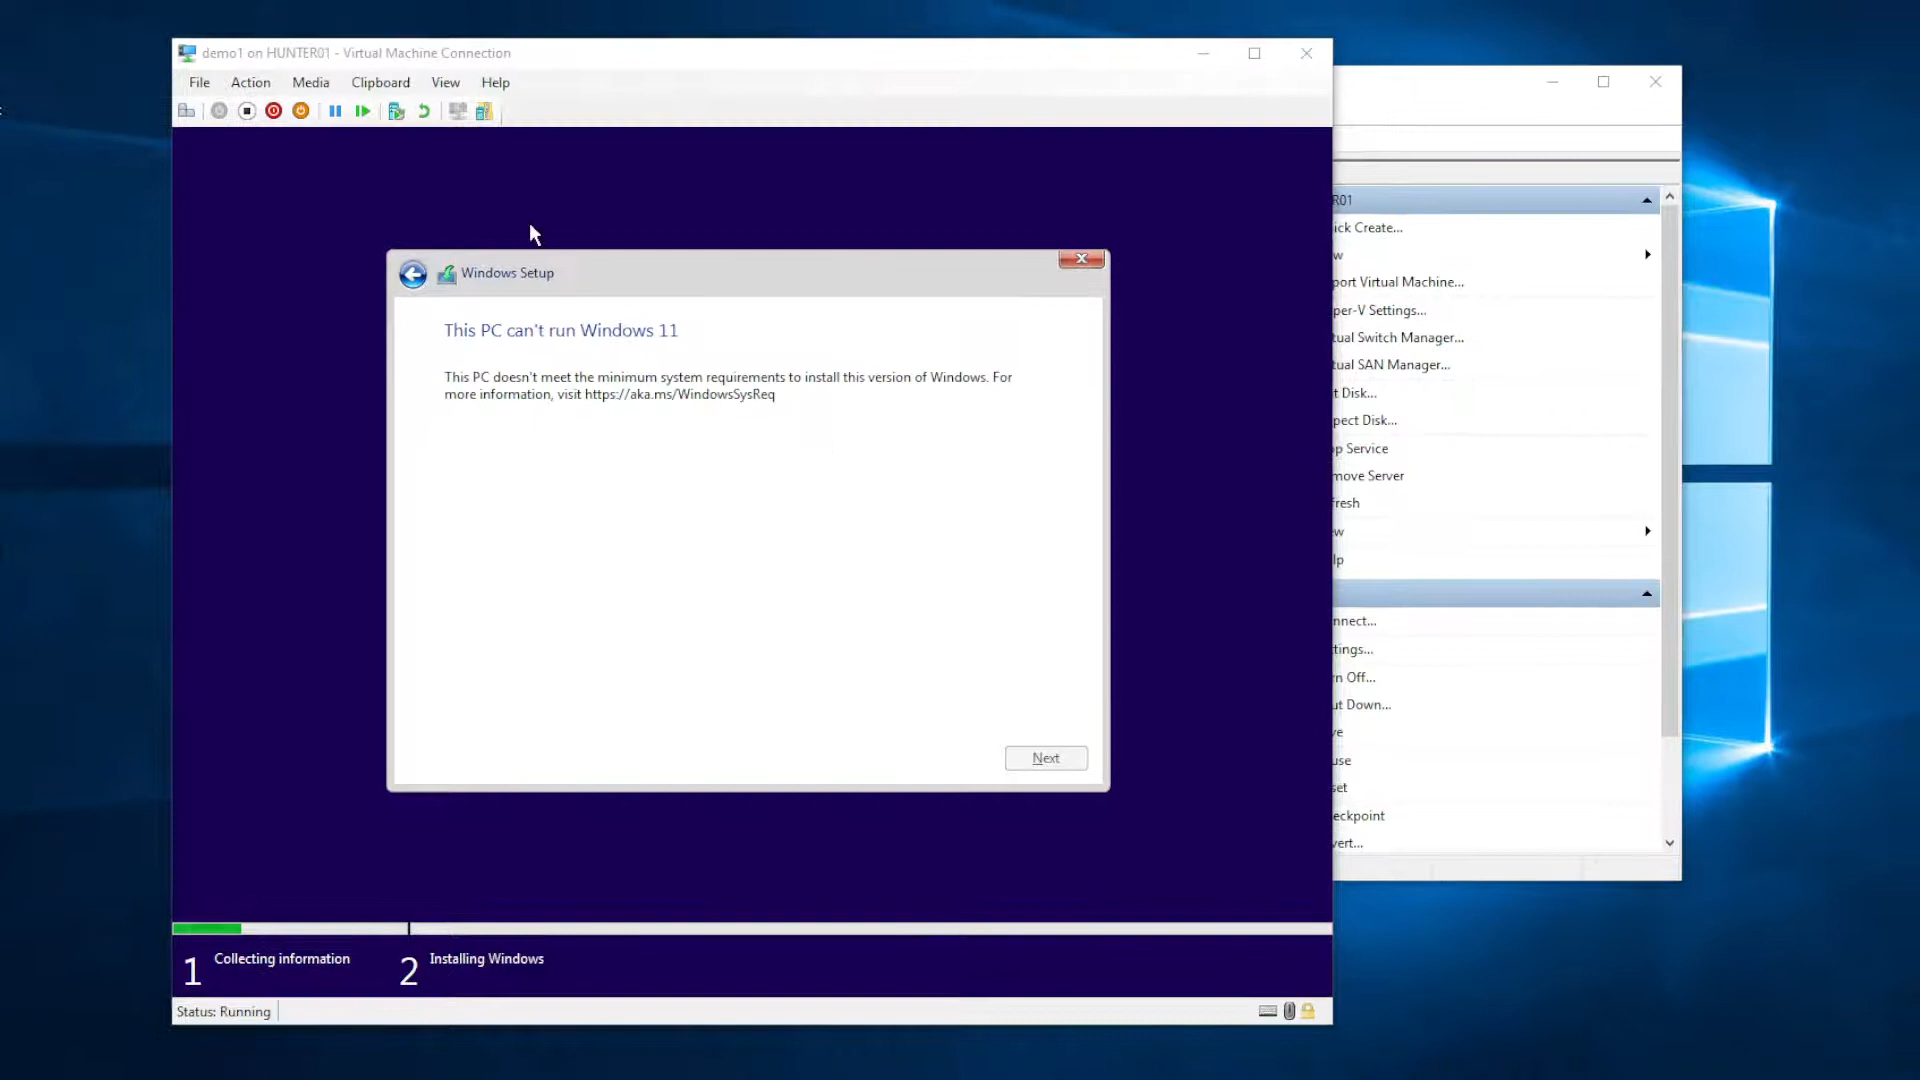 demo1 on HUNTER01 - Virtual Machine Connection
File Action Media Clipboard View Help
Windows Setup
This PC can't run Windows 11
This PC doesn't meet the minimum system requirements to install this version of Windows. For
more information, visit https://aka.ms/WindowsSysReq
Next
1 Collecting information 2 Installing Windows
Status: Running
R01
ick Create...
w
port Virtual Machine...
per-V Settings...
tual Switch Manager...
tual SAN Manager...
t Disk...
pect Disk...
p Service
move Server
fresh
ew
lp
nnect...
tings...
rn Off...
ut Down...
ve
use
set
eckpoint
vert...